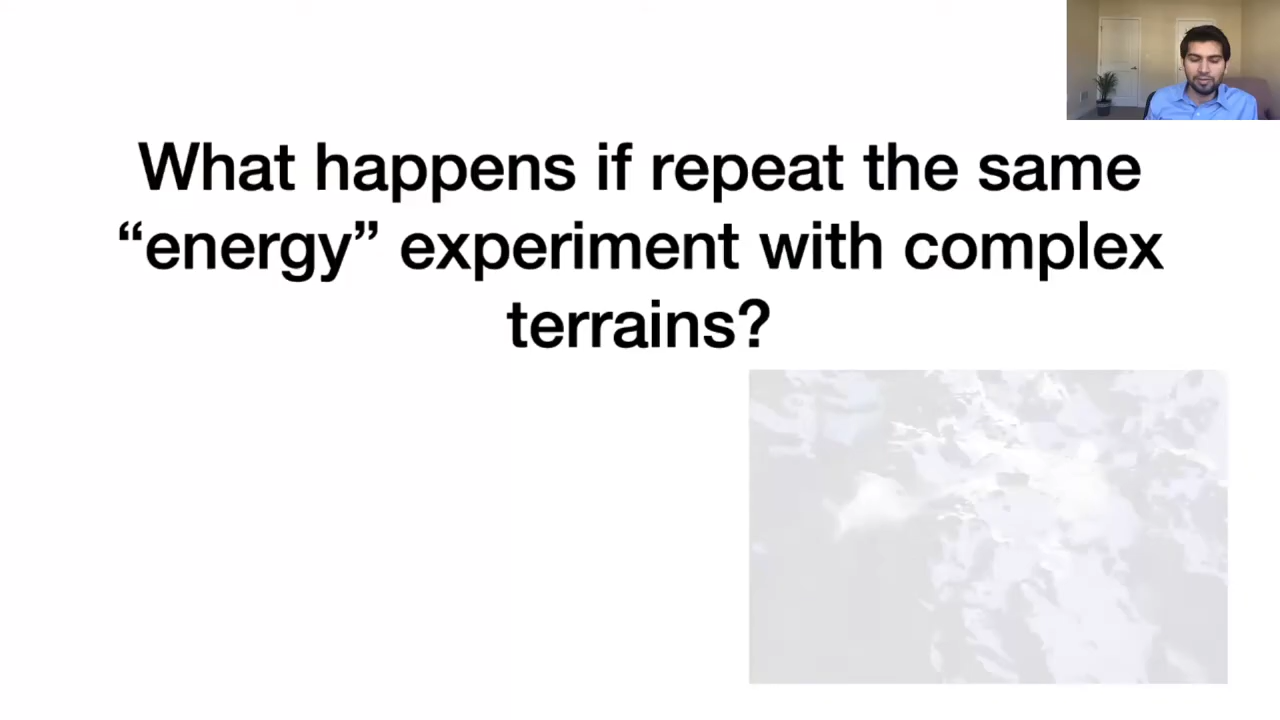 What happens if repeat the same
“energy” experiment with complex
terrains?